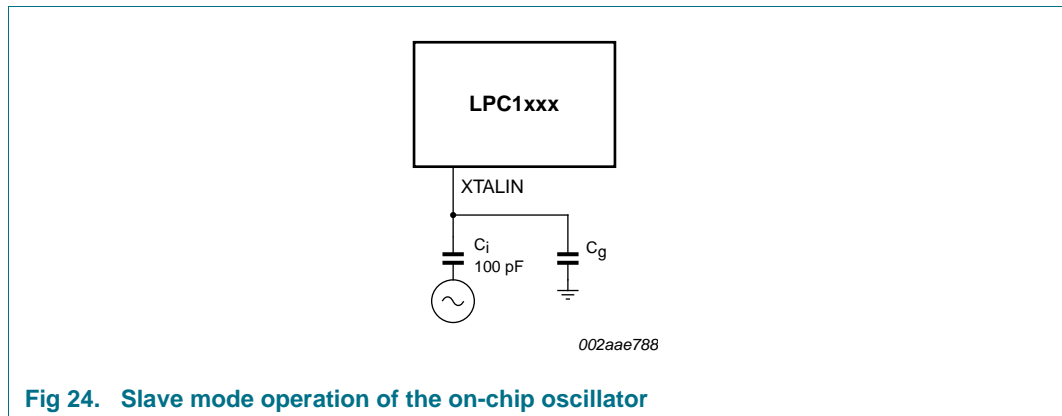 LPC1xxx
XTALIN
Ci
100 pF
Cg
002aae788
Fig 24. Slave mode operation of the on-chip oscillator